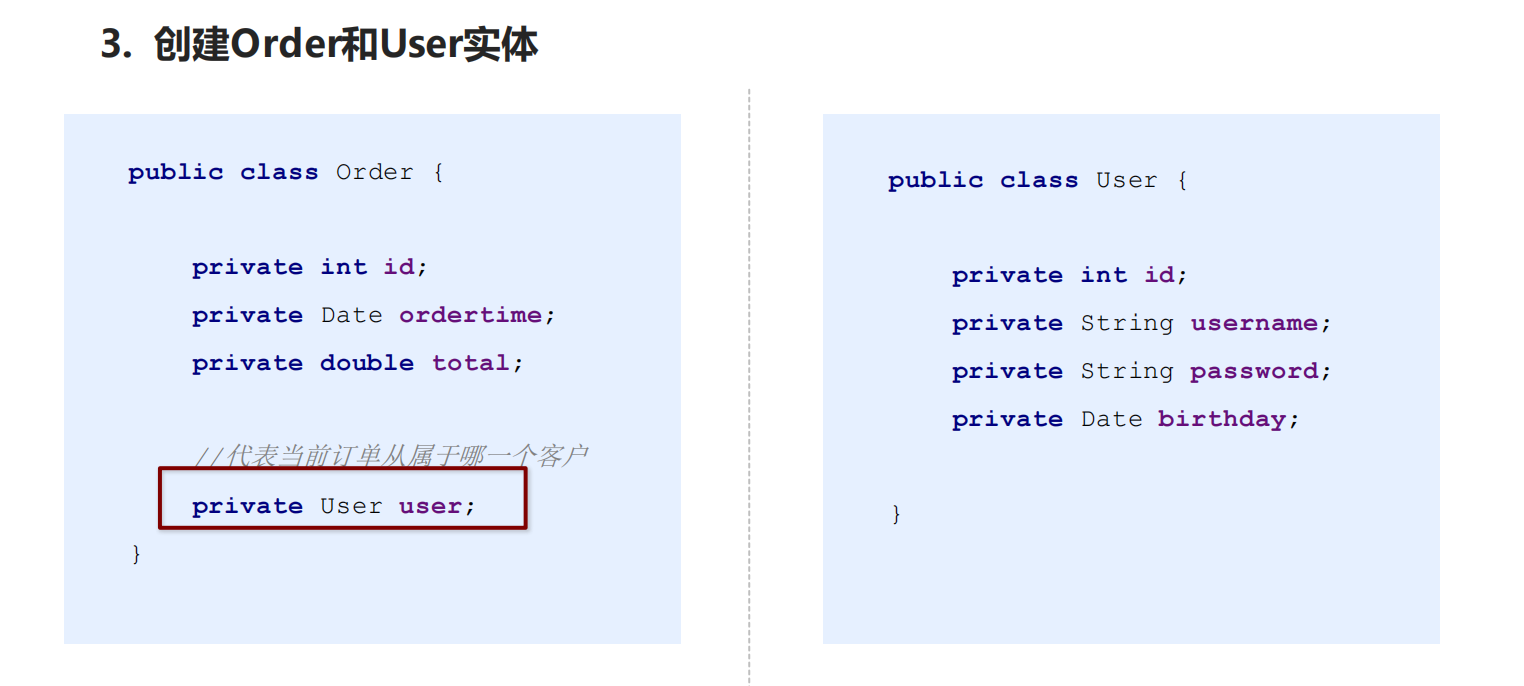 3. 创建Order和User实体
public class Order {
private int id;
private Date ordertime;
private double total;
//代表当前订单从属于哪一个客户
private User user;
}
public class User {
private int id;
private String username;
private String password;
private Date birthday;
}